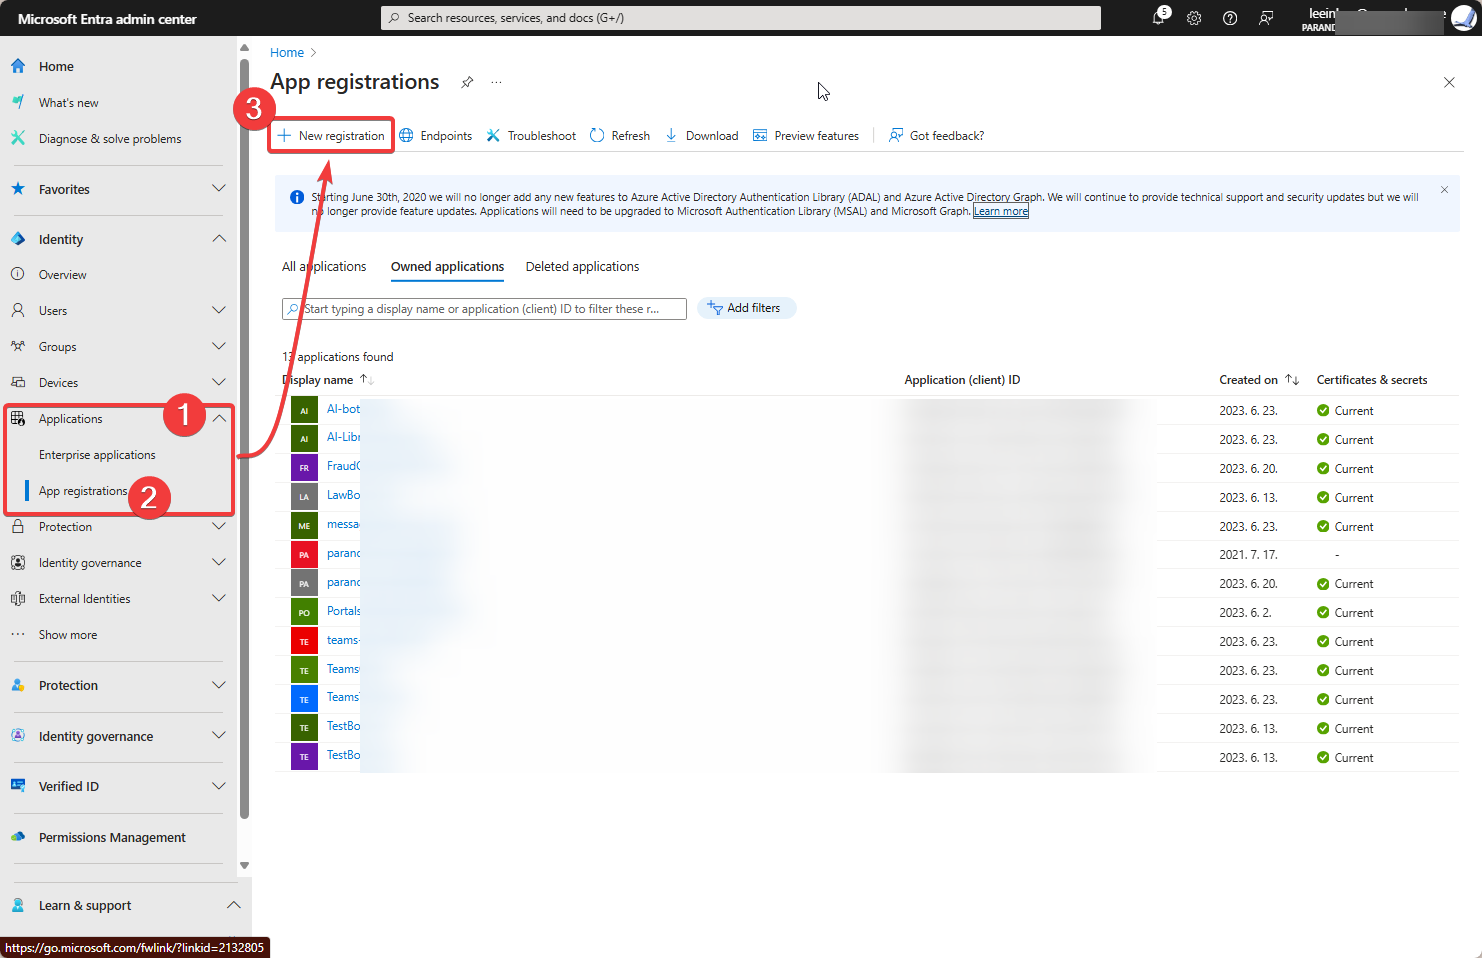 Microsoft Entra admin center
Search resources, services, and docs (G+/)
5
PARAND
Home
What's new
Diagnose & solve problems
Favorites
Identity
Overview
Users
Groups
Devices
Applications
1
Enterprise applications
App registrations
2
Protection
Identity governance
External Identities
Show more
Protection
Identity governance
Verified ID
Permissions Management
Learn & support
https://go.microsoft.com/fwlink/?linkid=2132805
Home
App registrations
3
New registration Endpoints Troubleshoot Refresh Download Preview features Got feedback?
Starting June 30th, 2020 we will no longer add any new features to Azure Active Directory Authentication Library (ADAL) and Azure Active Directory Graph. We will continue to provide technical support and security updates but we will
no longer provide feature updates. Applications will need to be upgraded to Microsoft Authentication Library (MSAL) and Microsoft Graph. Learn more
All applications Owned applications Deleted applications
Start typing a display name or application (client) ID to filter these r... Add filters
13 applications found
Display name Application (client) ID Created on Certificates & secrets
AI AI-bot 2023. 6. 23. Current
AI AI-Libr 2023. 6. 23. Current
FR Fraud 2023. 6. 20. Current
LA LawBo 2023. 6. 13. Current
ME messa 2023. 6. 23. Current
PA paran 2021. 7. 17. -
PA paran 2023. 6. 20. Current
PO Portals 2023. 6. 2. Current
TE teams- 2023. 6. 23. Current
TE Teams 2023. 6. 23. Current
TE Teams 2023. 6. 23. Current
TE TestBo 2023. 6. 13. Current
TE TestBo 2023. 6. 13. Current